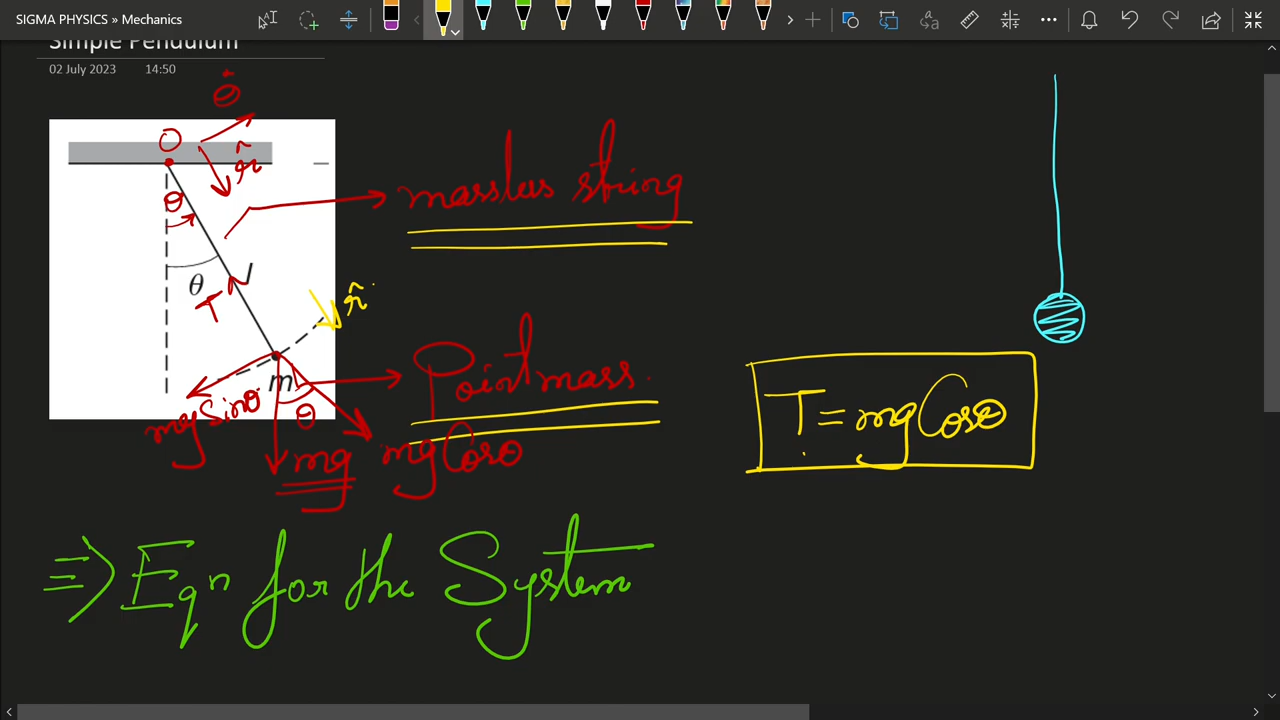 SIGMA PHYSICS » Mechanics
Simple Pendulum
02 July 2023 14:50
θ̇
O
r̂
θ
massless string
θ
l
T
r̂
m
Point mass.
mg sinθ
θ
mg
mg Cosθ
T = mg Cosθ
⇒ Eqn for the System